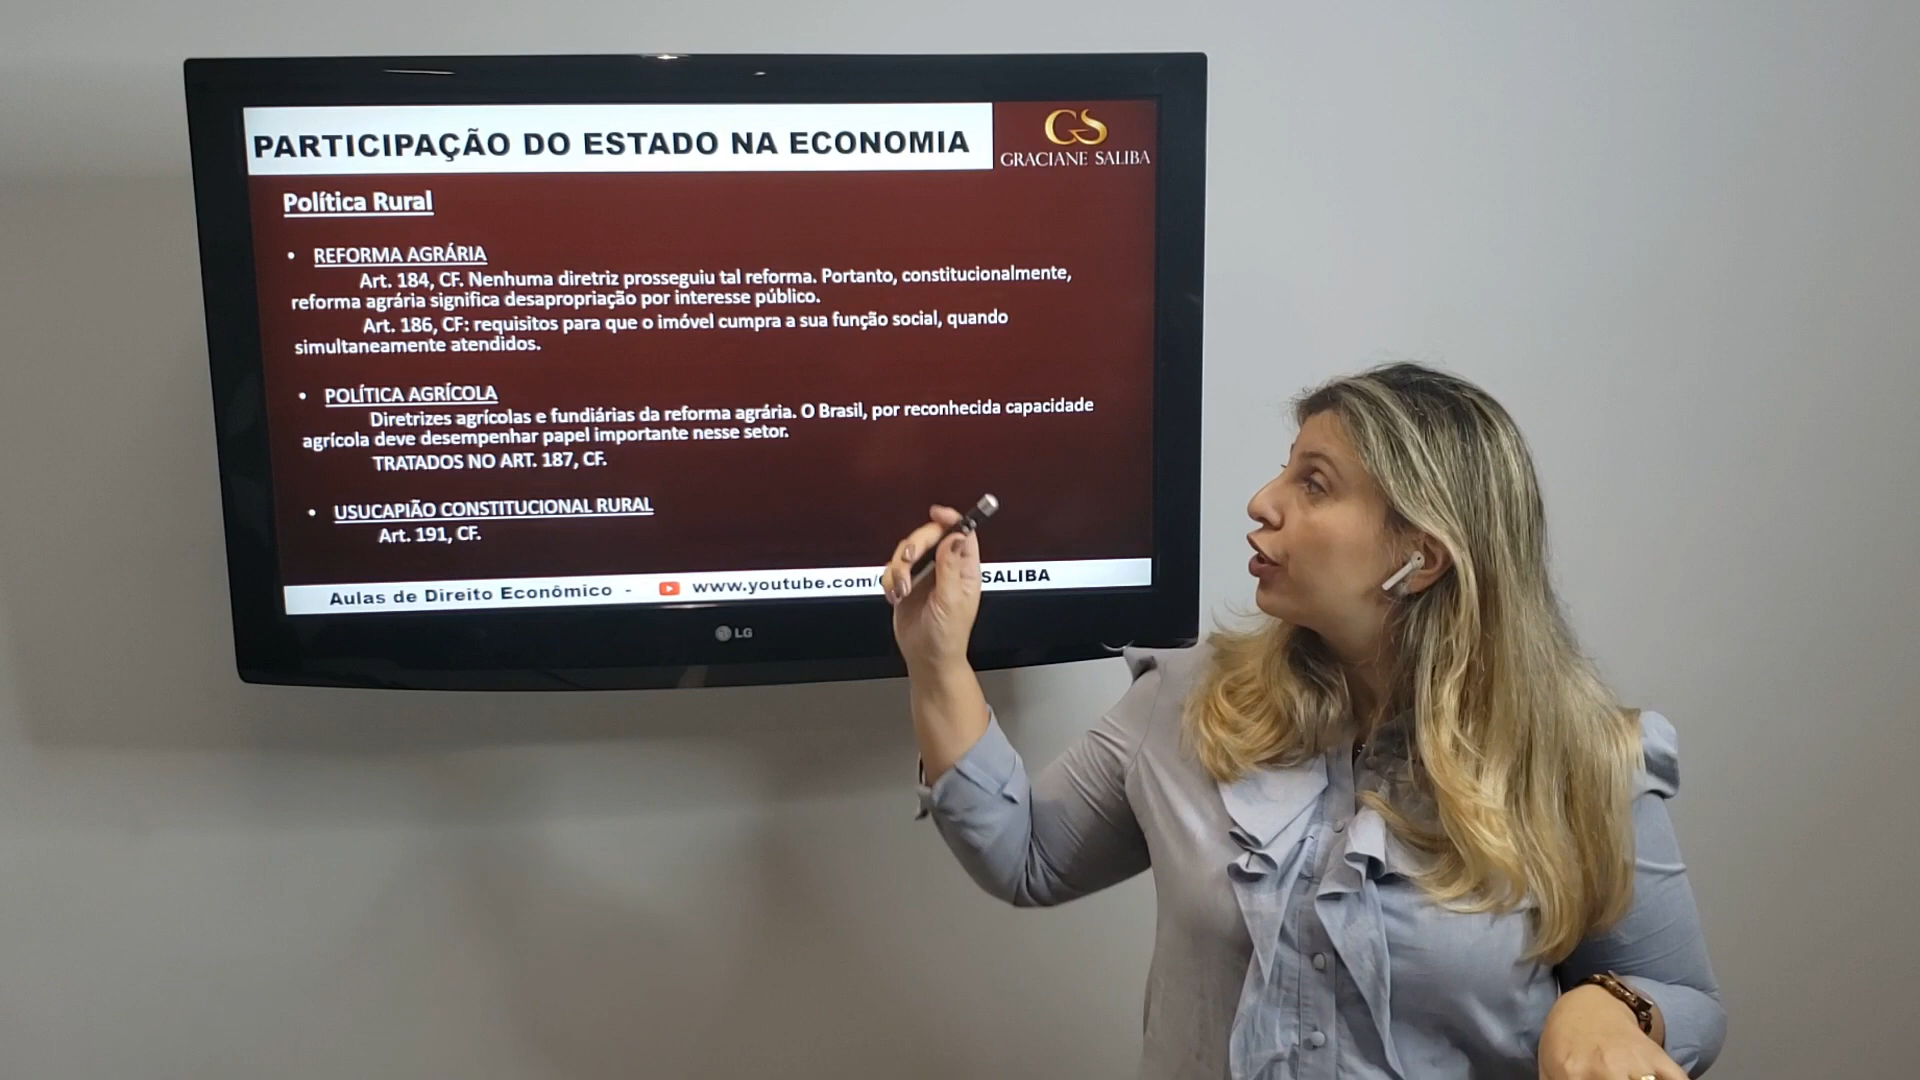 PARTICIPAÇÃO DO ESTADO NA ECONOMIA
GS
GRACIANE SALIBA
Política Rural
• REFORMA AGRÁRIA
Art. 184, CF. Nenhuma diretriz prosseguiu tal reforma. Portanto, constitucionalmente,
reforma agrária significa desapropriação por interesse público.
Art. 186, CF: requisitos para que o imóvel cumpra a sua função social, quando
simultaneamente atendidos.
• POLÍTICA AGRÍCOLA
Diretrizes agrícolas e fundiárias da reforma agrária. O Brasil, por reconhecida capacidade
agrícola deve desempenhar papel importante nesse setor.
TRATADOS NO ART. 187, CF.
• USUCAPIÃO CONSTITUCIONAL RURAL
Art. 191, CF.
Aulas de Direito Econômico - www.youtube.com/ SALIBA
LG